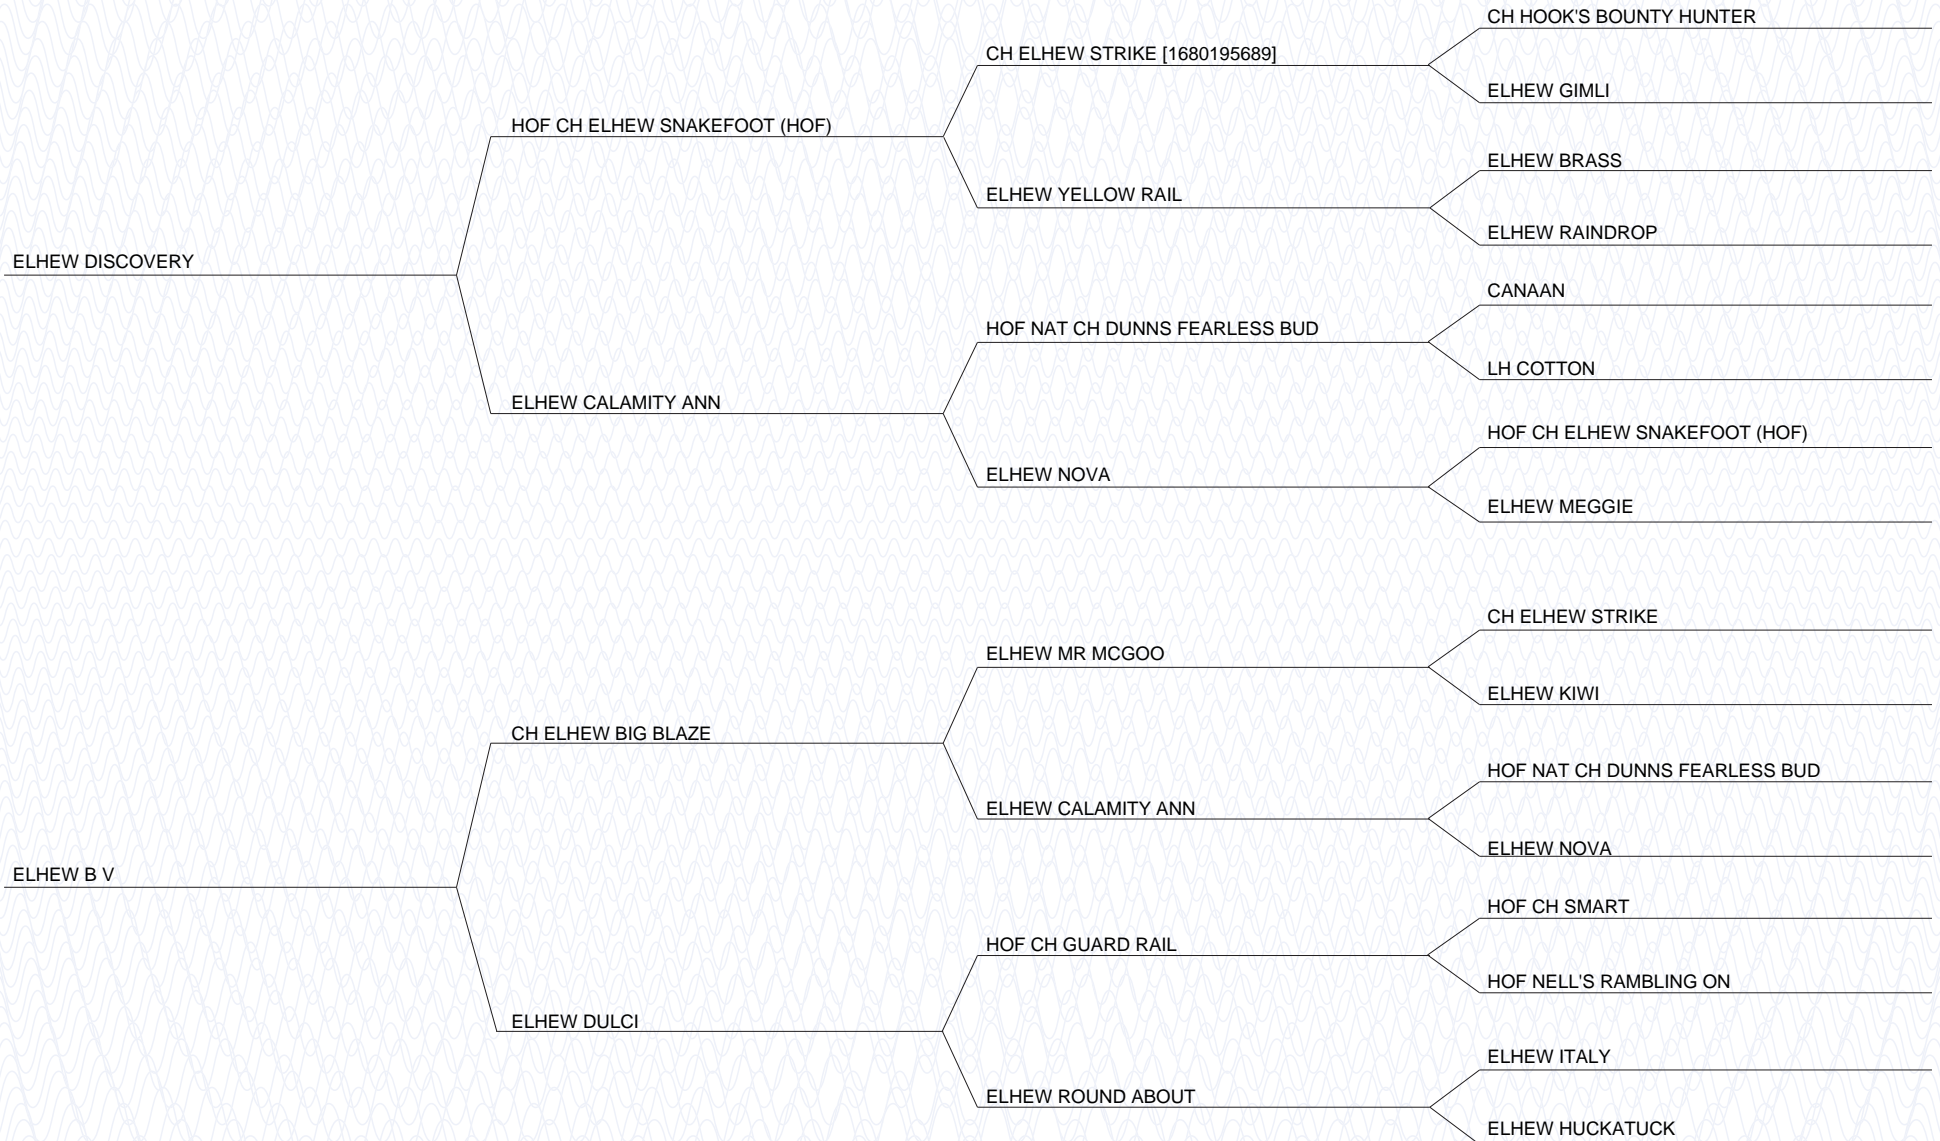 CH HOOK'S BOUNTY HUNTER
CH ELHEW STRIKE [1680195689]
ELHEW GIMLI
HOF CH ELHEW SNAKEFOOT (HOF)
ELHEW BRASS
ELHEW YELLOW RAIL
ELHEW RAINDROP
ELHEW DISCOVERY
CANAAN
HOF NAT CH DUNNS FEARLESS BUD
LH COTTON
ELHEW CALAMITY ANN
HOF CH ELHEW SNAKEFOOT (HOF)
ELHEW NOVA
ELHEW MEGGIE
CH ELHEW STRIKE
ELHEW MR MCGOO
ELHEW KIWI
CH ELHEW BIG BLAZE
HOF NAT CH DUNNS FEARLESS BUD
ELHEW CALAMITY ANN
ELHEW NOVA
ELHEW B V
HOF CH SMART
HOF CH GUARD RAIL
HOF NELL'S RAMBLING ON
ELHEW DULCI
ELHEW ITALY
ELHEW ROUND ABOUT
ELHEW HUCKATUCK